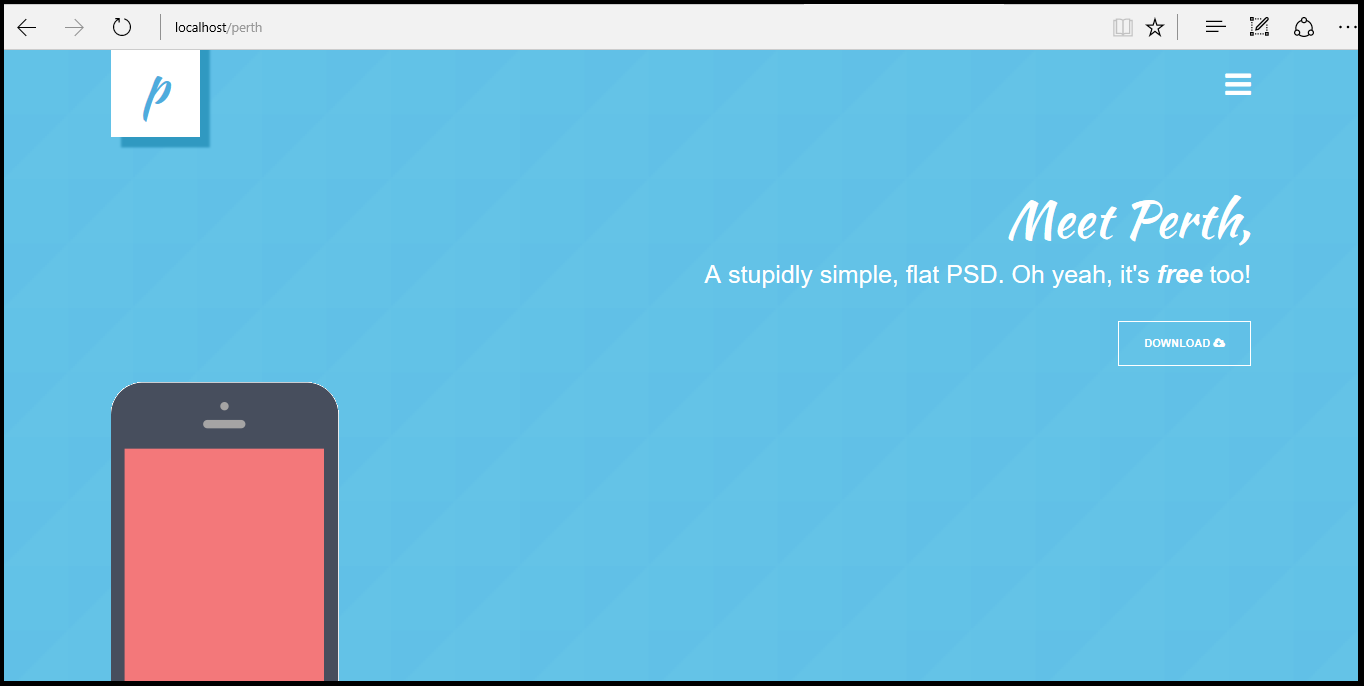 localhost/perth
p
Meet Perth,
A stupidly simple, flat PSD. Oh yeah, it's free too!
DOWNLOAD